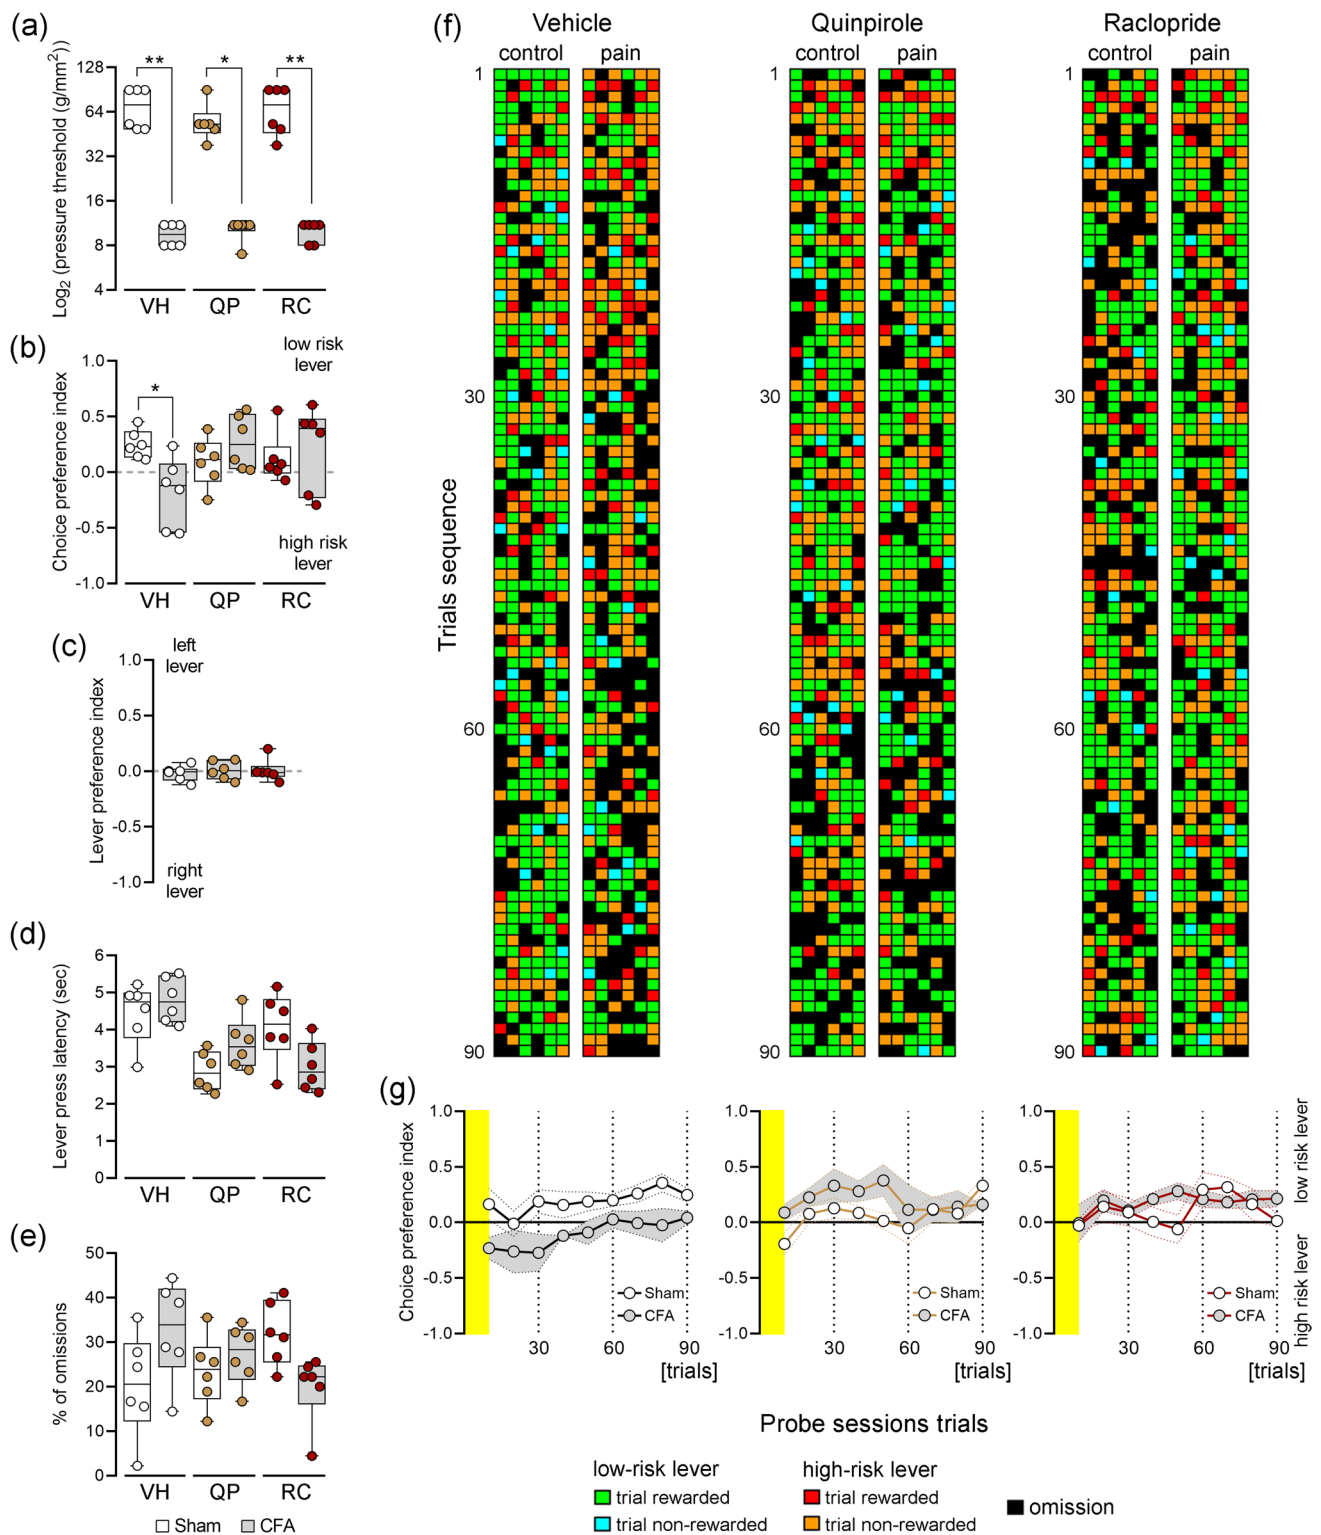 (a)
Log2 (pressure threshold (g/mm2))
128
64
32
16
8
4
**
*
**
VH
QP
RC
(b)
Choice preference index
1.0
0.5
0.0
-0.5
-1.0
*
low risk
lever
high risk
lever
VH
QP
RC
(c)
Lever preference index
1.0
0.5
0.0
-0.5
-1.0
left
lever
right
lever
(d)
Lever press latency (sec)
6
5
4
3
2
1
0
VH
QP
RC
(e)
% of omissions
50
40
30
20
10
0
VH
QP
RC
Sham
CFA
(f)
Vehicle
Quinpirole
Raclopride
control
pain
control
pain
control
pain
Trials sequence
1
30
60
90
1
30
60
90
1
30
60
90
(g)
Choice preference index
1.0
0.5
0.0
-0.5
-1.0
Sham
CFA
30
60
90
[trials]
1.0
0.5
0.0
-0.5
-1.0
Sham
CFA
30
60
90
[trials]
1.0
0.5
0.0
-0.5
-1.0
Sham
CFA
30
60
90
[trials]
low risk lever
high risk lever
Probe sessions trials
low-risk lever
trial rewarded
trial non-rewarded
high-risk lever
trial rewarded
trial non-rewarded
omission